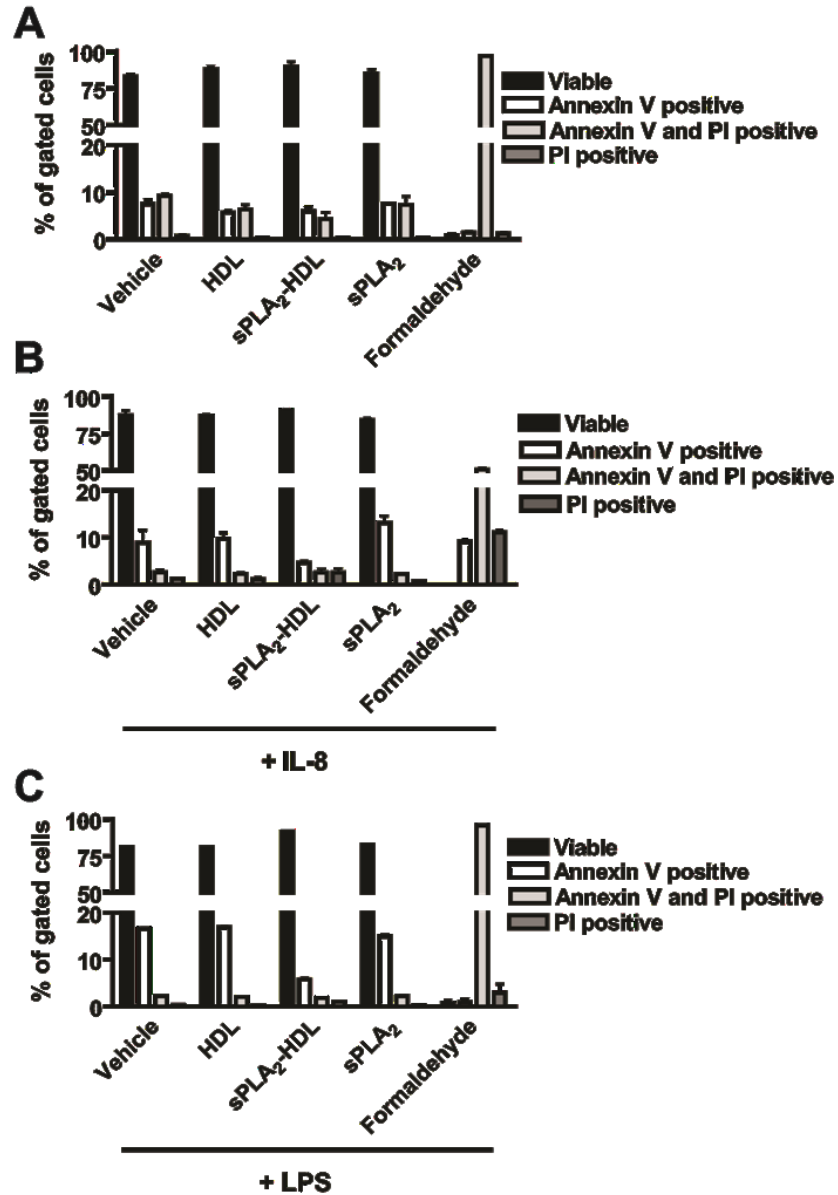 A
% of gated cells
100
75
50
20
10
0
Viable
Annexin V positive
Annexin V and PI positive
PI positive
Vehicle
HDL
sPLA₂-HDL
sPLA₂
Formaldehyde
B
% of gated cells
100
75
50
20
10
0
Viable
Annexin V positive
Annexin V and PI positive
PI positive
Vehicle
HDL
sPLA₂-HDL
sPLA₂
Formaldehyde
+ IL-8
C
% of gated cells
100
75
50
20
10
0
Viable
Annexin V positive
Annexin V and PI positive
PI positive
Vehicle
HDL
sPLA₂-HDL
sPLA₂
Formaldehyde
+ LPS